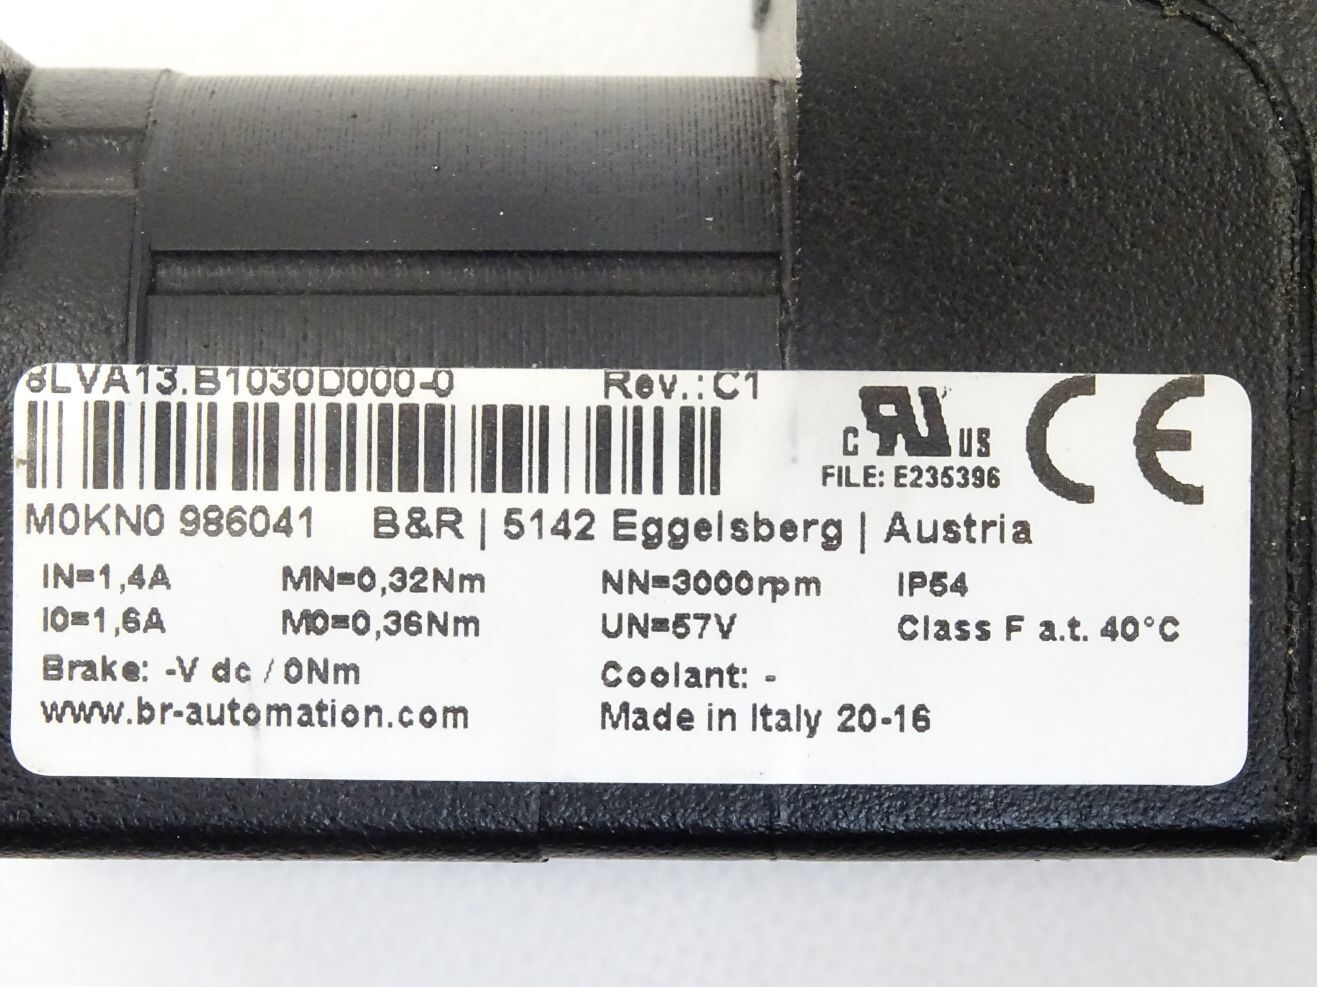 8LVA13.B1030D000-0 Rev.: C1
c RU US
FILE: E235396
CE
M0KN0 986041 B&R | 5142 Eggelsberg | Austria
IN=1,4A MN=0,32Nm NN=3000rpm IP54
I0=1,6A M0=0,36Nm UN=57V Class F a.t. 40°C
Brake: -V dc / 0Nm Coolant: -
www.br-automation.com Made in Italy 20-16